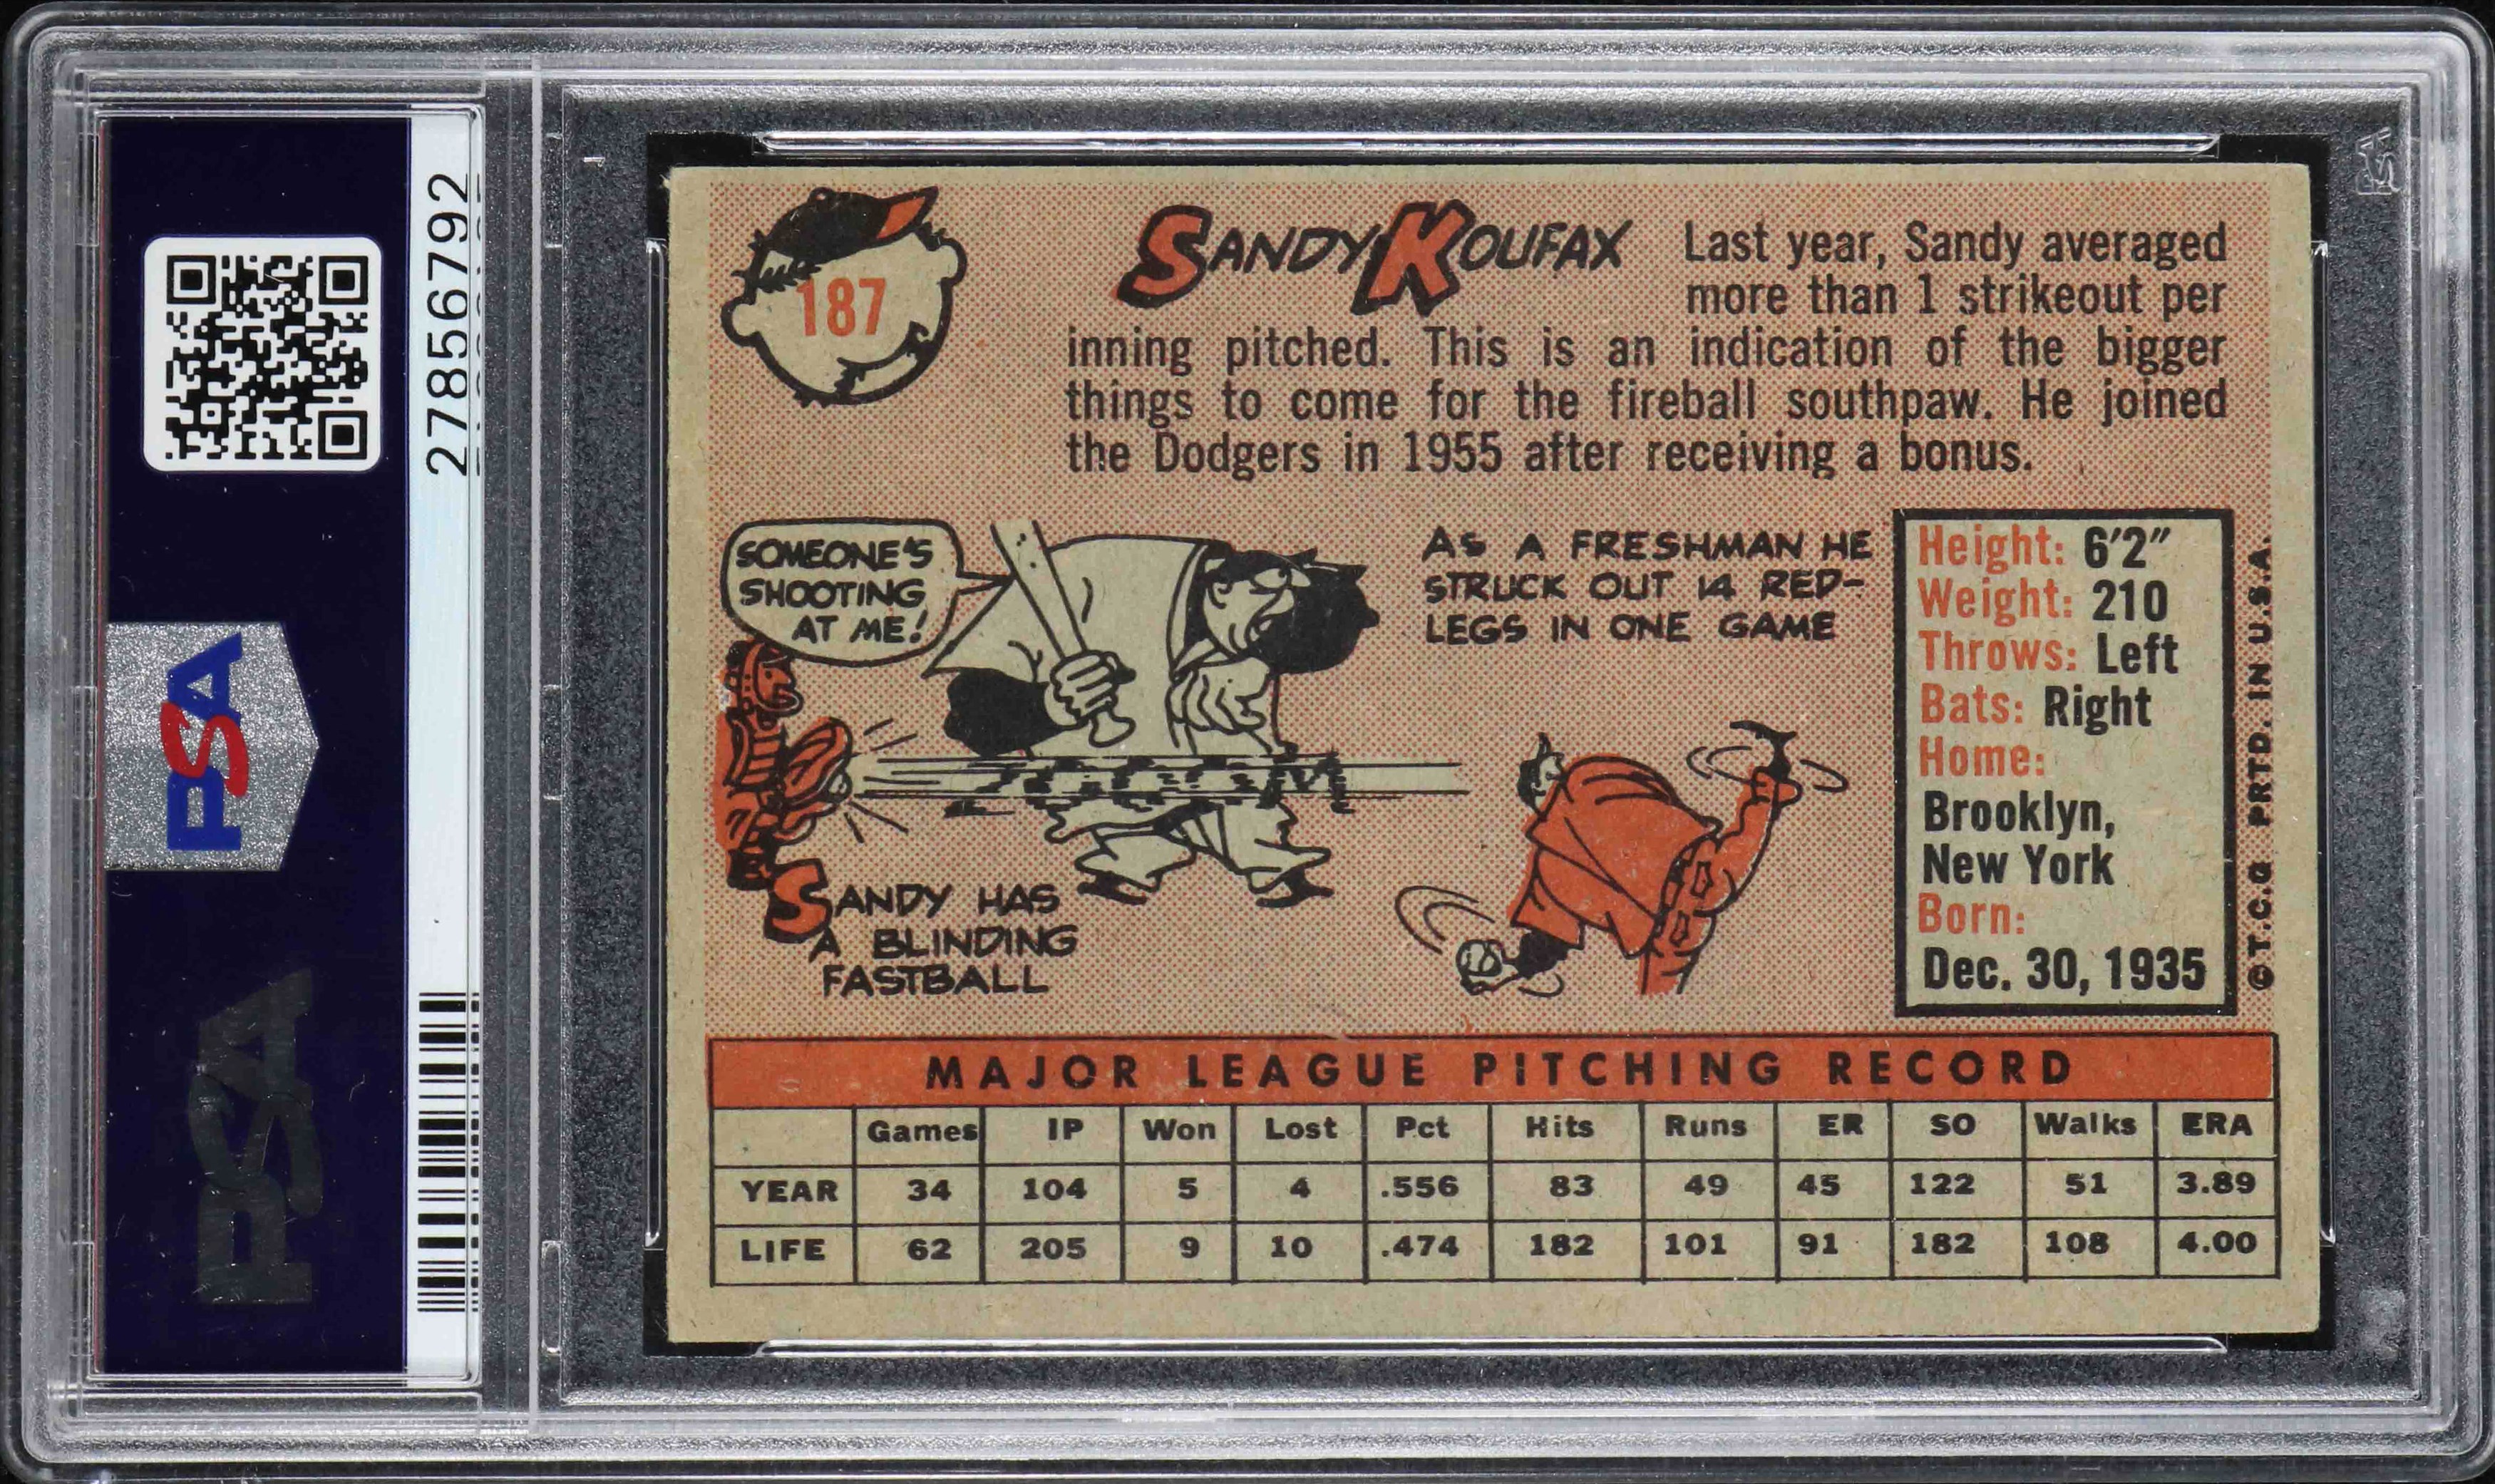 27856792
PSA
PSA
PSA
187
SANDY KOUFAX
Last year, Sandy averaged
more than 1 strikeout per
inning pitched. This is an indication of the bigger
things to come for the fireball southpaw. He joined
the Dodgers in 1955 after receiving a bonus.
SOMEONE'S
SHOOTING
AT ME!
AS A FRESHMAN HE
STRUCK OUT 14 RED-
LEGS IN ONE GAME
SANDY HAS
A BLINDING
FASTBALL
Height: 6'2"
Weight: 210
Throws: Left
Bats: Right
Home:
Brooklyn,
New York
Born:
Dec. 30, 1935
© T.C.G PRTD. IN U.S.A.
MAJOR LEAGUE PITCHING RECORD
Games IP Won Lost Pct Hits Runs ER SO Walks ERA
YEAR 34 104 5 4 .556 83 49 45 122 51 3.89
LIFE 62 205 9 10 .474 182 101 91 182 108 4.00